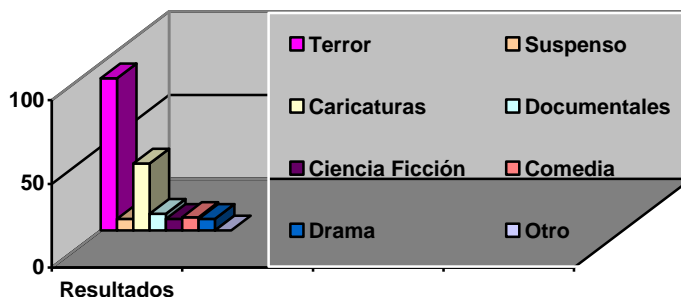 100
50
0
Resultados
Terror Suspenso
Caricaturas Documentales
Ciencia Ficción Comedia
Drama Otro